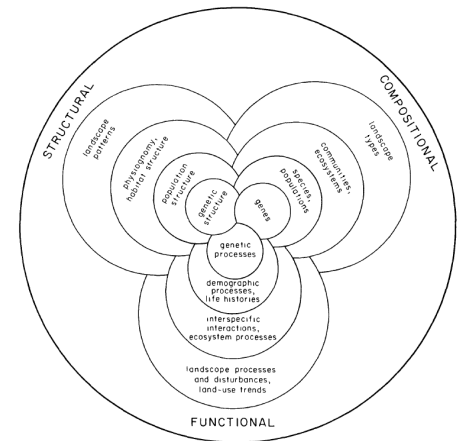 STRUCTURAL
COMPOSITIONAL
landscape
patterns
physiognomy,
habitat structure
population
structure
genetic
structure
landscape
types
communities,
ecosystems
species,
populations
genes
genetic
processes
demographic
processes,
life histories
interspecific
interactions,
ecosystem processes
landscape processes
and disturbances,
land-use trends
FUNCTIONAL